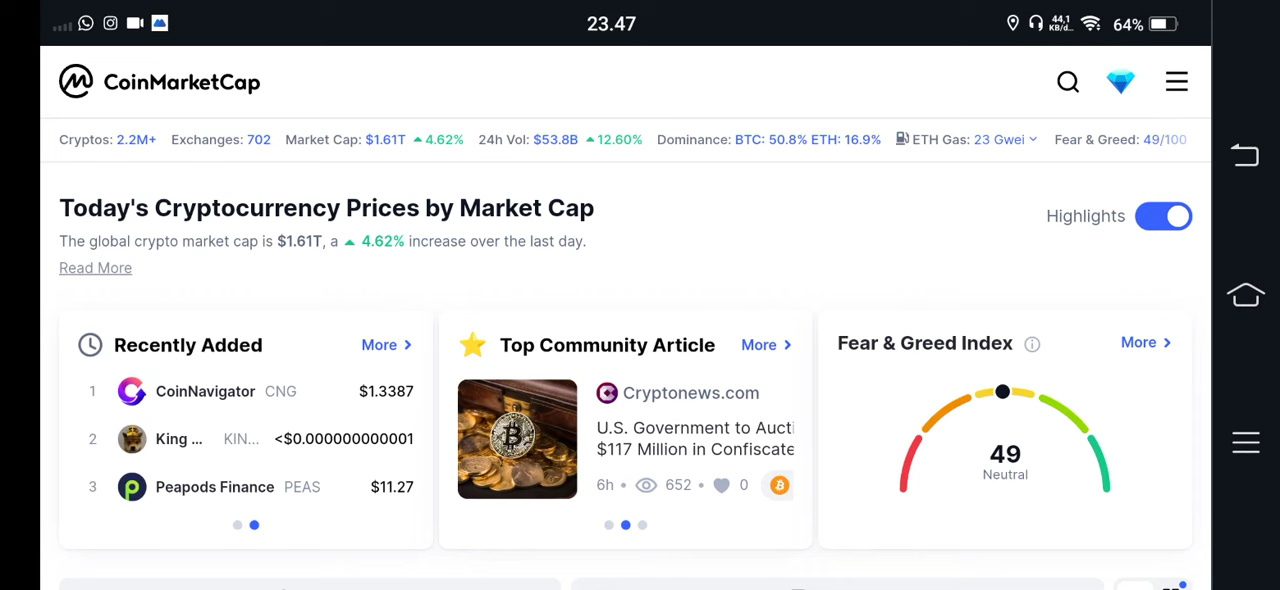 23.47
44,1
KB/d...
64%
CoinMarketCap
Cryptos: 2.2M+ Exchanges: 702 Market Cap: $1.61T 4.62% 24h Vol: $53.8B 12.60% Dominance: BTC: 50.8% ETH: 16.9% ETH Gas: 23 Gwei Fear & Greed: 49/100
Today's Cryptocurrency Prices by Market Cap
Highlights
The global crypto market cap is $1.61T, a 4.62% increase over the last day.
Read More
Recently Added More
1 CoinNavigator CNG $1.3387
2 King ... KIN... <$0.000000000001
3 Peapods Finance PEAS $11.27
Top Community Article More
Cryptonews.com
U.S. Government to Aucti
$117 Million in Confiscate
6h • 652 • 0
Fear & Greed Index More
49
Neutral